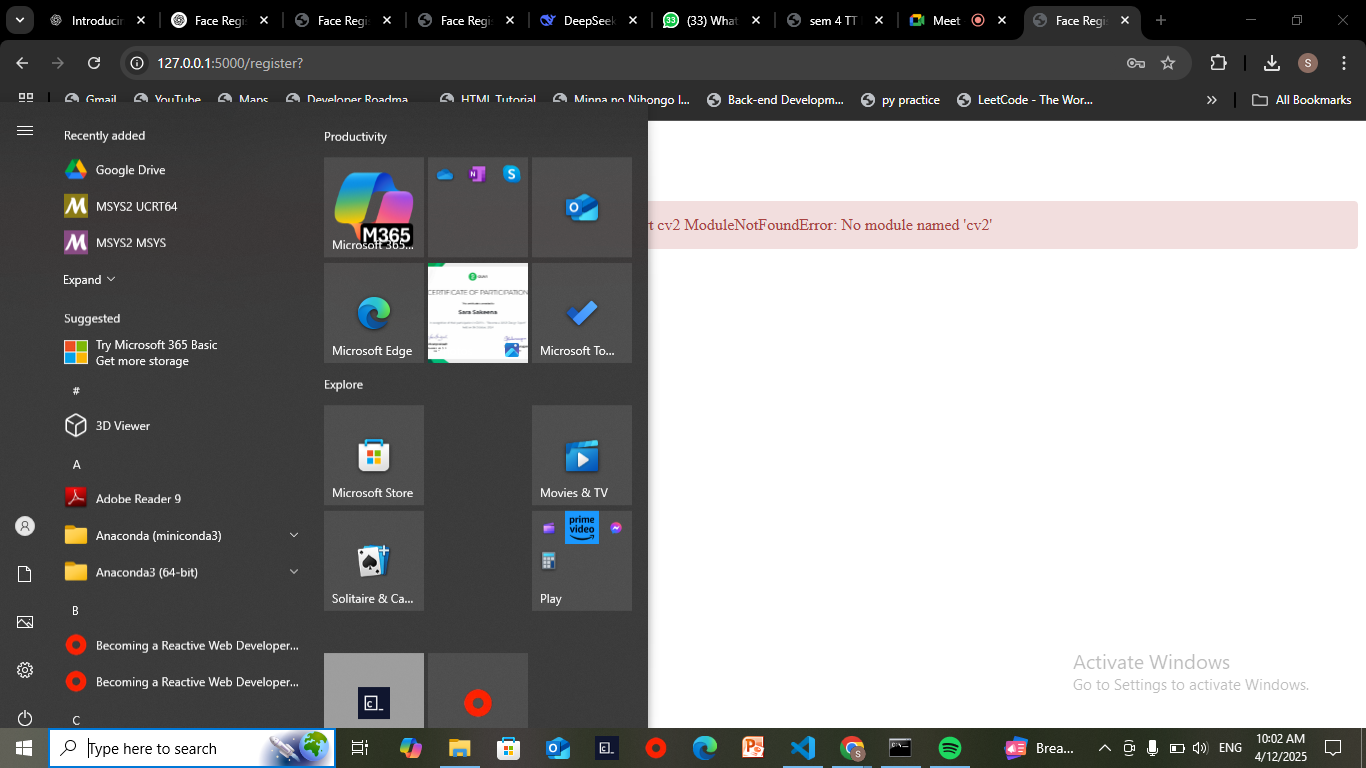 Introducin
Face Regis
Face Regis
Face Regis
DeepSeek
(33) What
sem 4 TT
Meet
Face Regis
127.0.0.1:5000/register?
S
Gmail
YouTube
Maps
Developer Roadma...
HTML Tutorial
Minna no Nihongo I...
Back-end Developm...
py practice
LeetCode - The Wor...
»
All Bookmarks
Recently added
Google Drive
MSYS2 UCRT64
MSYS2 MSYS
Expand
Suggested
Try Microsoft 365 Basic
Get more storage
#
3D Viewer
A
Adobe Reader 9
Anaconda (miniconda3)
Anaconda3 (64-bit)
B
Becoming a Reactive Web Developer...
Becoming a Reactive Web Developer...
C
Productivity
M365
Microsoft 365...
Microsoft Edge
CERTIFICATE OF PARTICIPATION
Sara Sakeena
Microsoft To...
Explore
Microsoft Store
Movies & TV
Solitaire & Ca...
prime video
Play
rt cv2 ModuleNotFoundError: No module named 'cv2'
Activate Windows
Go to Settings to activate Windows.
Type here to search
Brea...
ENG
10:02 AM
4/12/2025